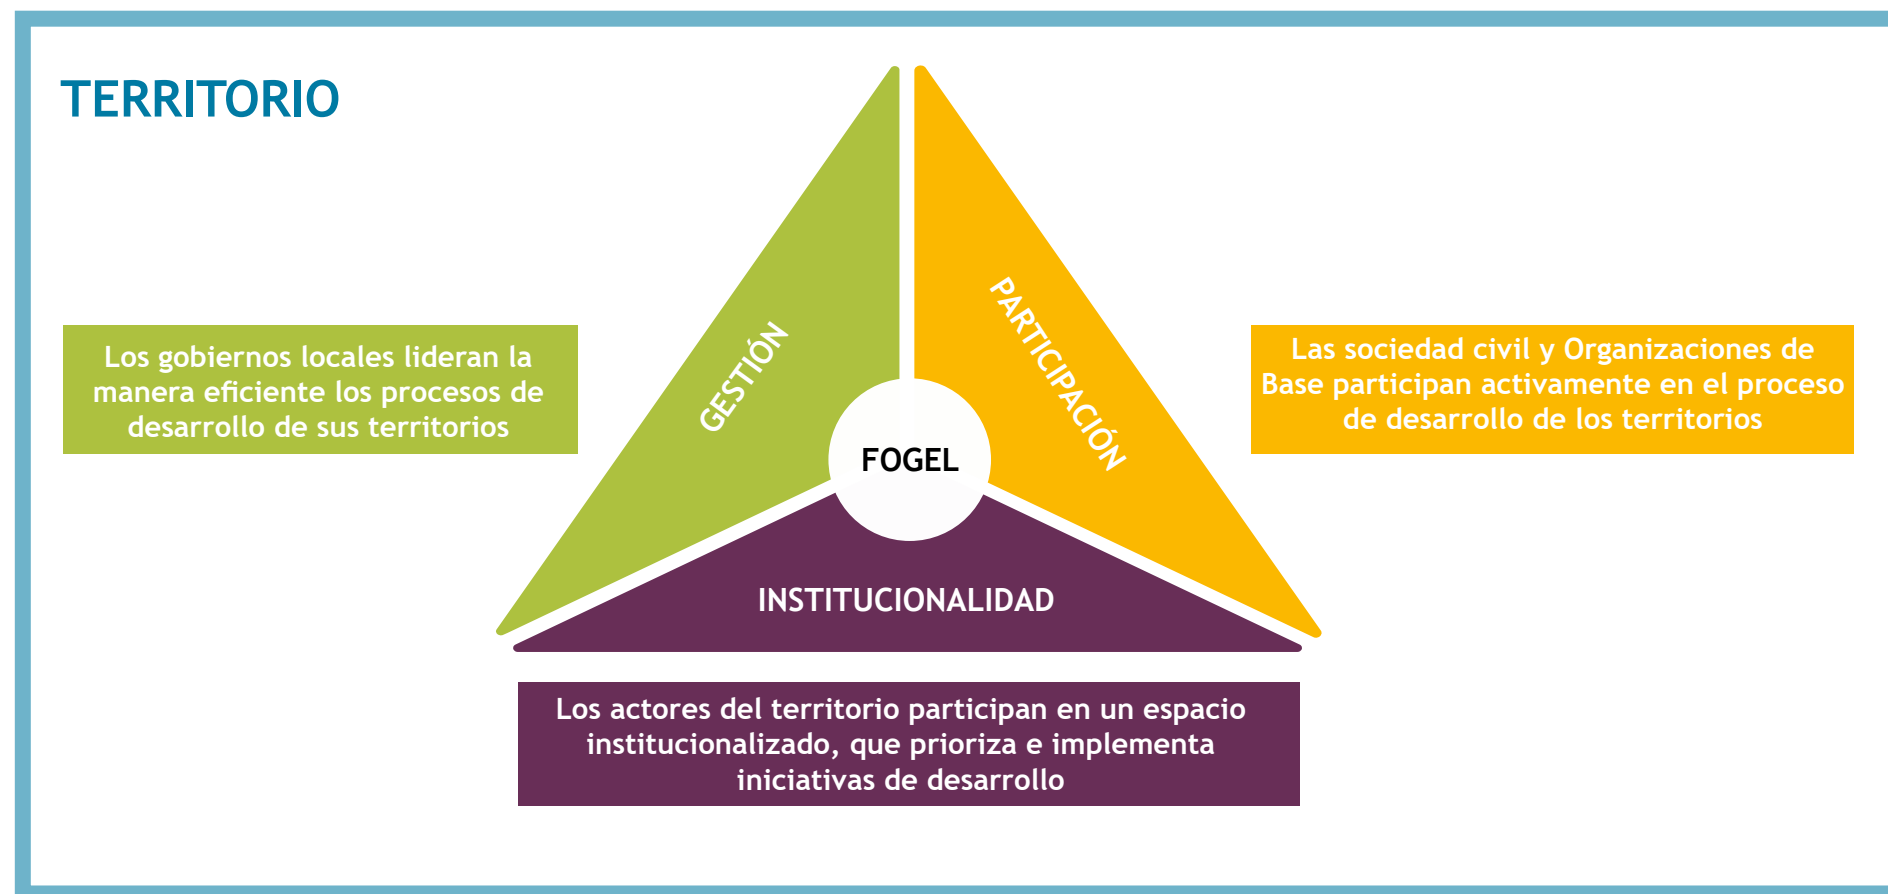 TERRITORIO
GESTIÓN
PARTICIPACIÓN
Los gobiernos locales lideran la
manera eficiente los procesos de
desarrollo de sus territorios
Las sociedad civil y Organizaciones de
Base participan activamente en el proceso
de desarrollo de los territorios
FOGEL
INSTITUCIONALIDAD
Los actores del territorio participan en un espacio
institucionalizado, que prioriza e implementa
iniciativas de desarrollo